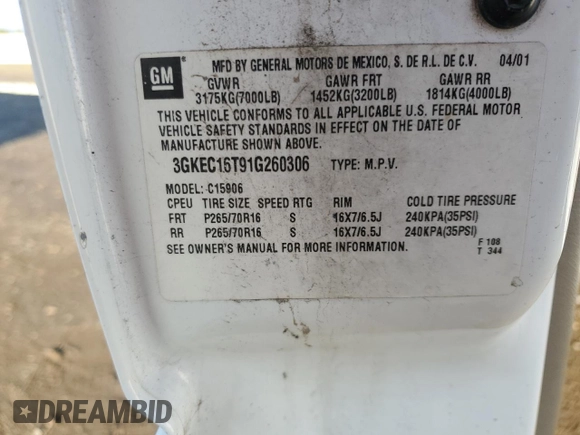 GM
MFD BY GENERAL MOTORS DE MEXICO, S. DE R.L. DE C.V. 04/01
GVWR GAWR FRT GAWR RR
3175KG(7000LB) 1452KG(3200LB) 1814KG(4000LB)
THIS VEHICLE CONFORMS TO ALL APPLICABLE U.S. FEDERAL MOTOR
VEHICLE SAFETY STANDARDS IN EFFECT ON THE DATE OF
MANUFACTURE SHOWN ABOVE.
3GKEC16T91G260306 TYPE: M.P.V.
MODEL: C15906
CPEU TIRE SIZE SPEED RTG RIM COLD TIRE PRESSURE
FRT P265/70R16 S 16X7/6.5J 240KPA(35PSI)
RR P265/70R16 S 16X7/6.5J 240KPA(35PSI)
SEE OWNER'S MANUAL FOR MORE INFORMATION.
F 108
T 344
DREAMBID